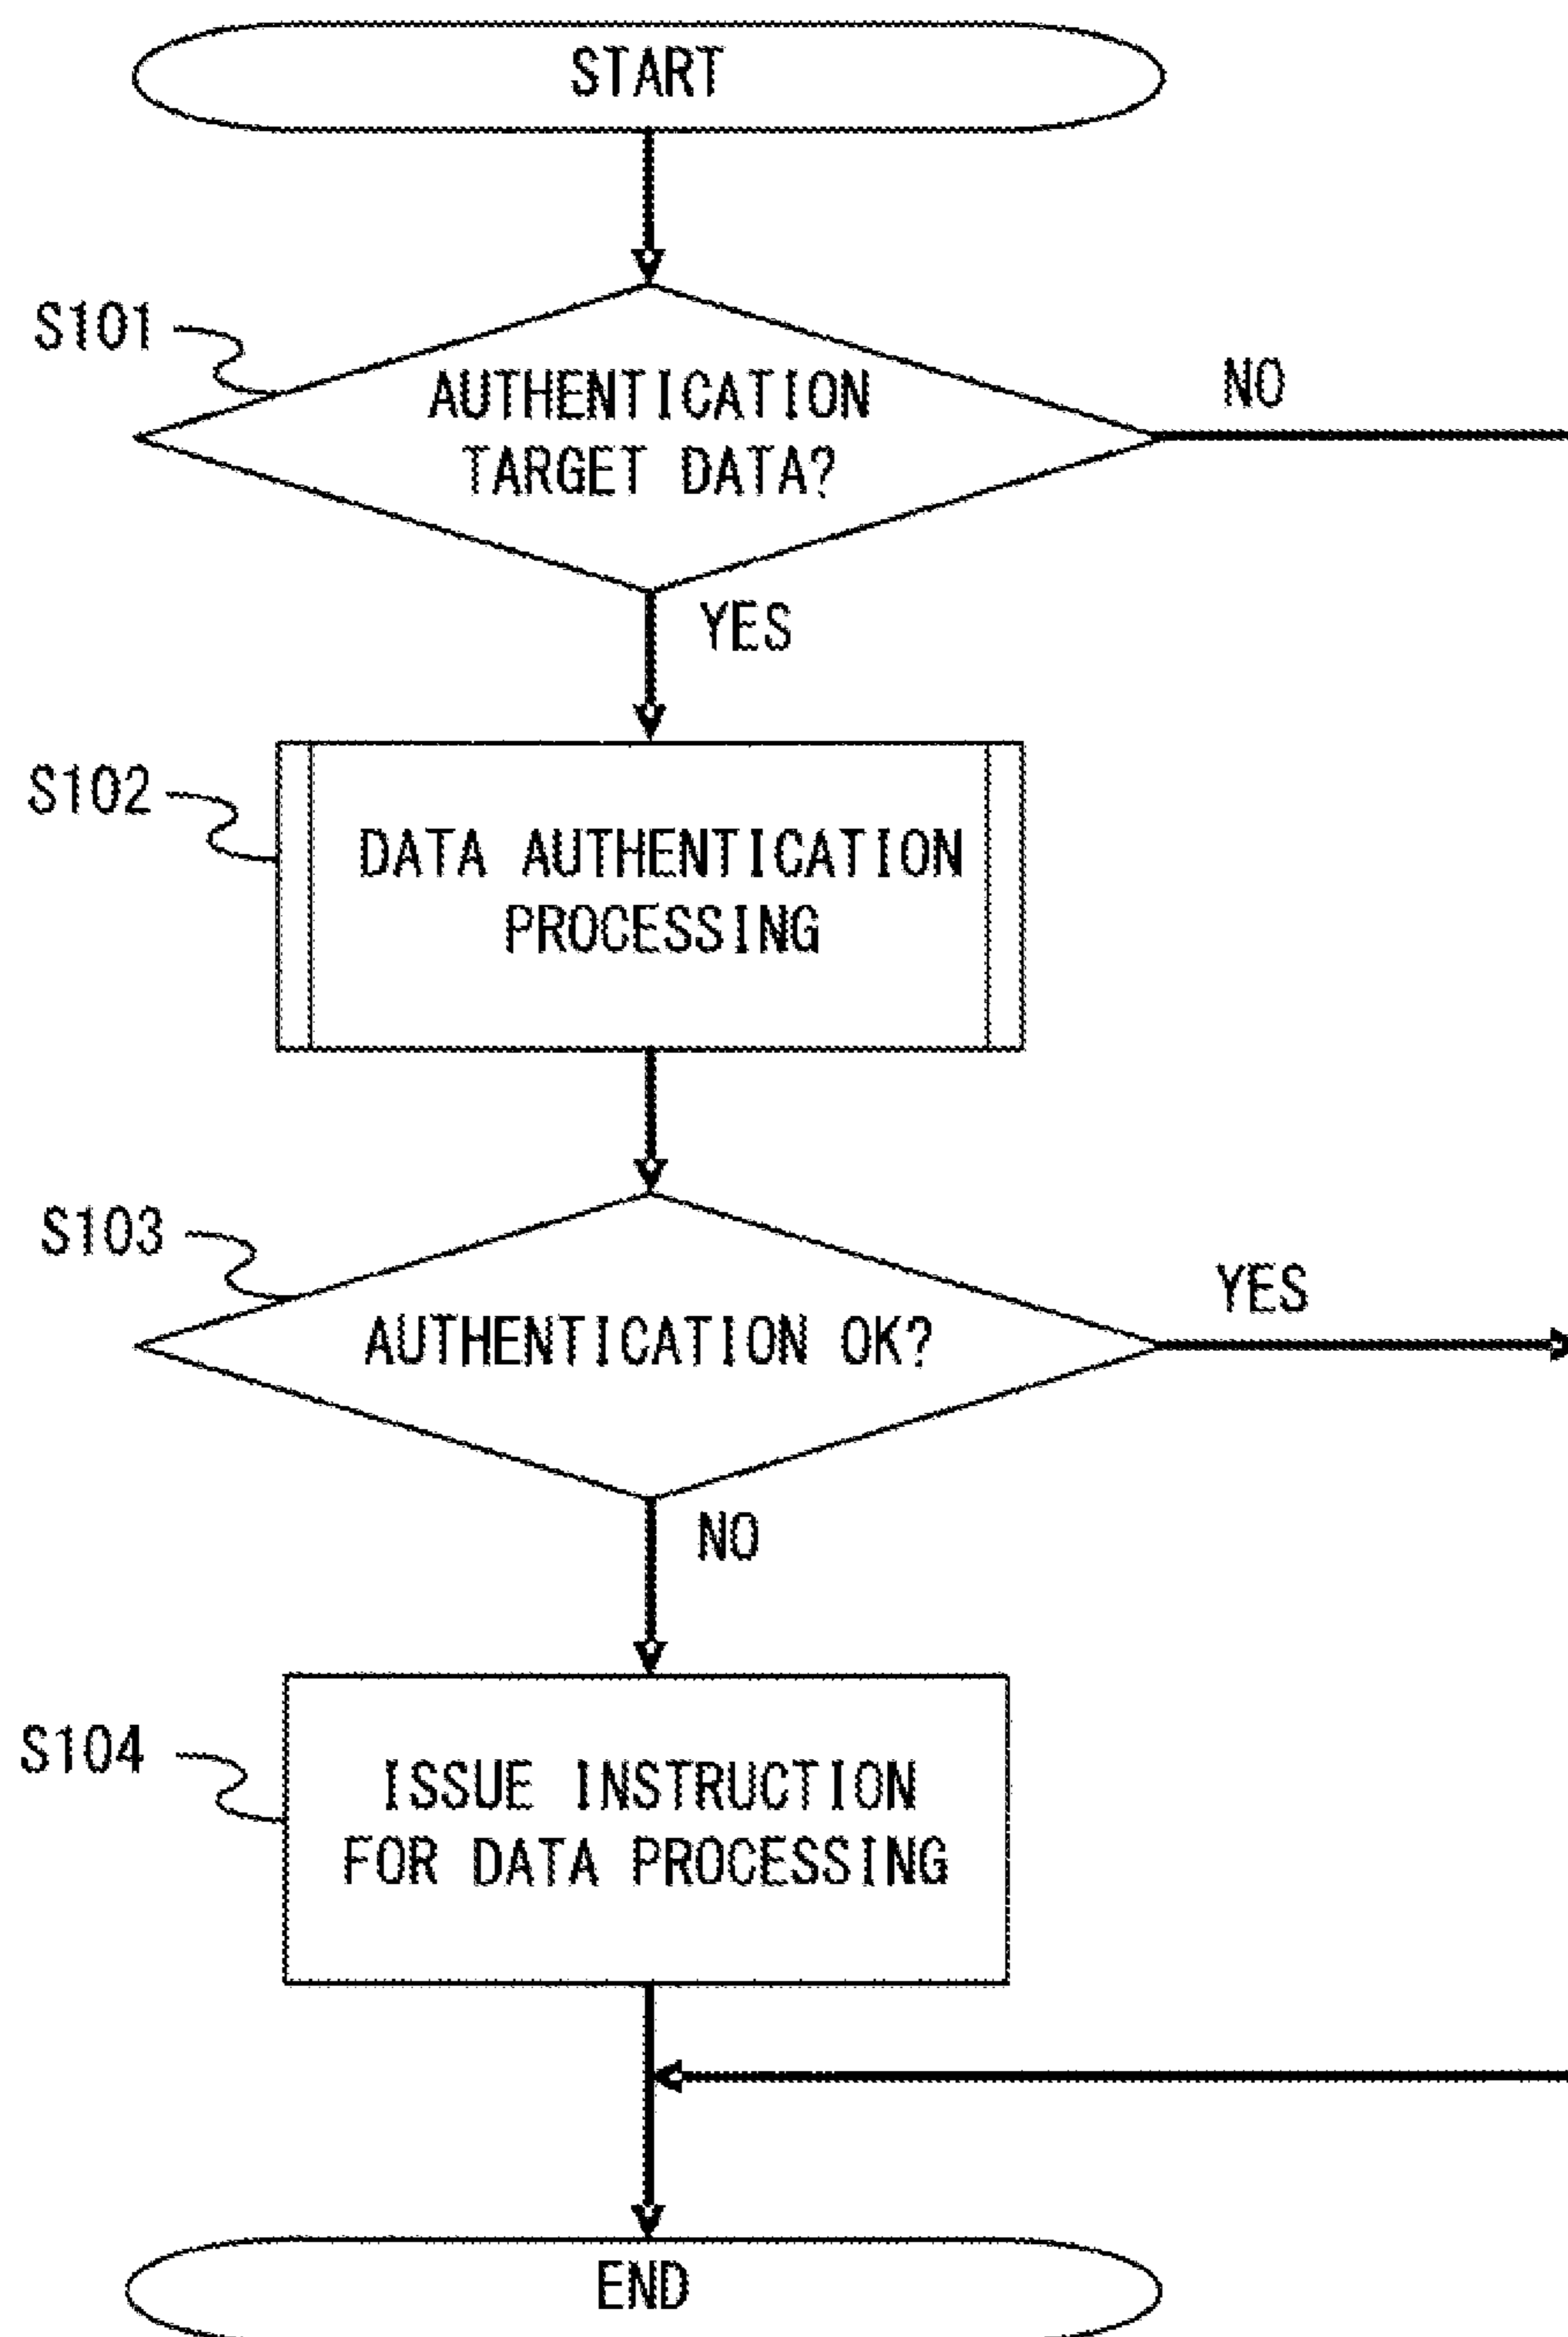 START
S101
AUTHENTICATION
TARGET DATA?
NO
YES
S102
DATA AUTHENTICATION
PROCESSING
S103
AUTHENTICATION OK?
YES
NO
S104
ISSUE INSTRUCTION
FOR DATA PROCESSING
END